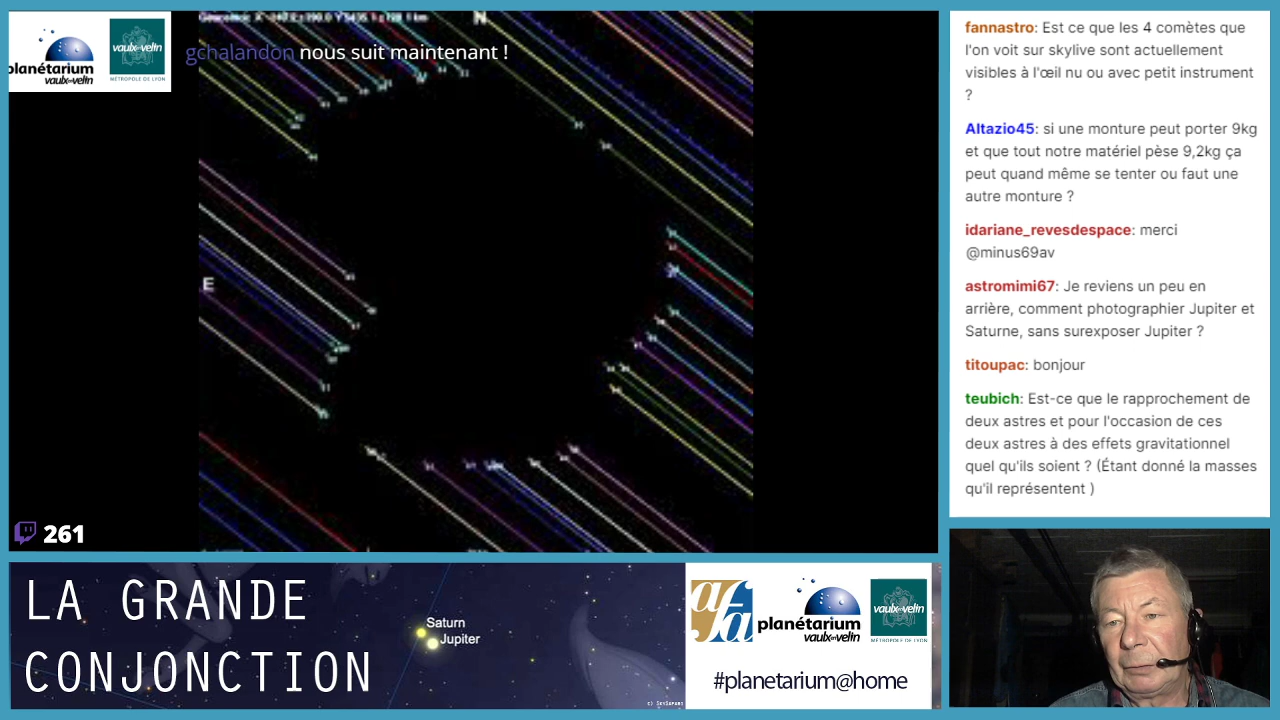 N
planétarium
vaulx en velin
vaulx en velin
MÉTROPOLE DE LYON
gchalandon nous suit maintenant !
E
261
fannastro: Est ce que les 4 comètes que
l'on voit sur skylive sont actuellement
visibles à l'œil nu ou avec petit instrument
?
Altazio45: si une monture peut porter 9kg
et que tout notre matériel pèse 9,2kg ça
peut quand même se tenter ou faut une
autre monture ?
idariane_revesdespace: merci
@minus69av
astromimi67: Je reviens un peu en
arrière, comment photographier Jupiter et
Saturne, sans surexposer Jupiter ?
titoupac: bonjour
teubich: Est-ce que le rapprochement de
deux astres et pour l'occasion de ces
deux astres à des effets gravitationnel
quel qu'ils soient ? (Étant donné la masses
qu'il représentent )
LA GRANDE
CONJONCTION
Saturn
Jupiter
afa
planétarium
vaulx en velin
vaulx en velin
MÉTROPOLE DE LYON
#planetarium@home